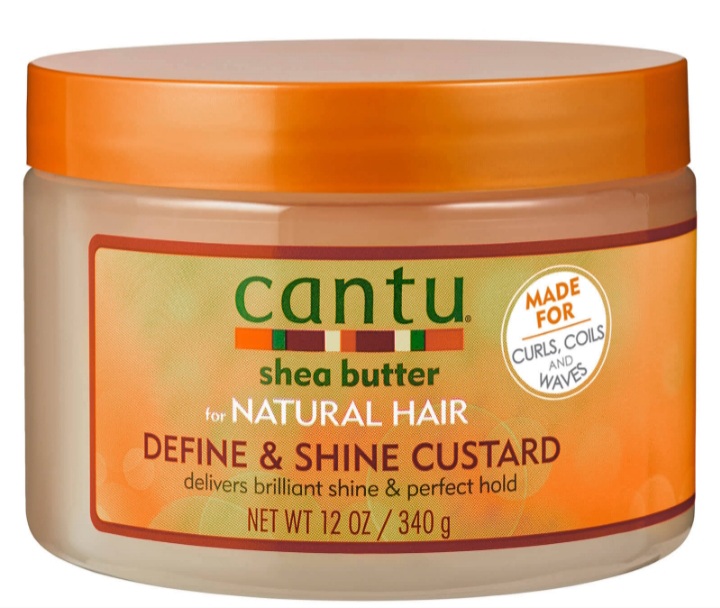 cantu®
shea butter
for NATURAL HAIR
DEFINE & SHINE CUSTARD
delivers brilliant shine & perfect hold
NET WT 12 OZ / 340 g
MADE
FOR
CURLS, COILS
AND
WAVES